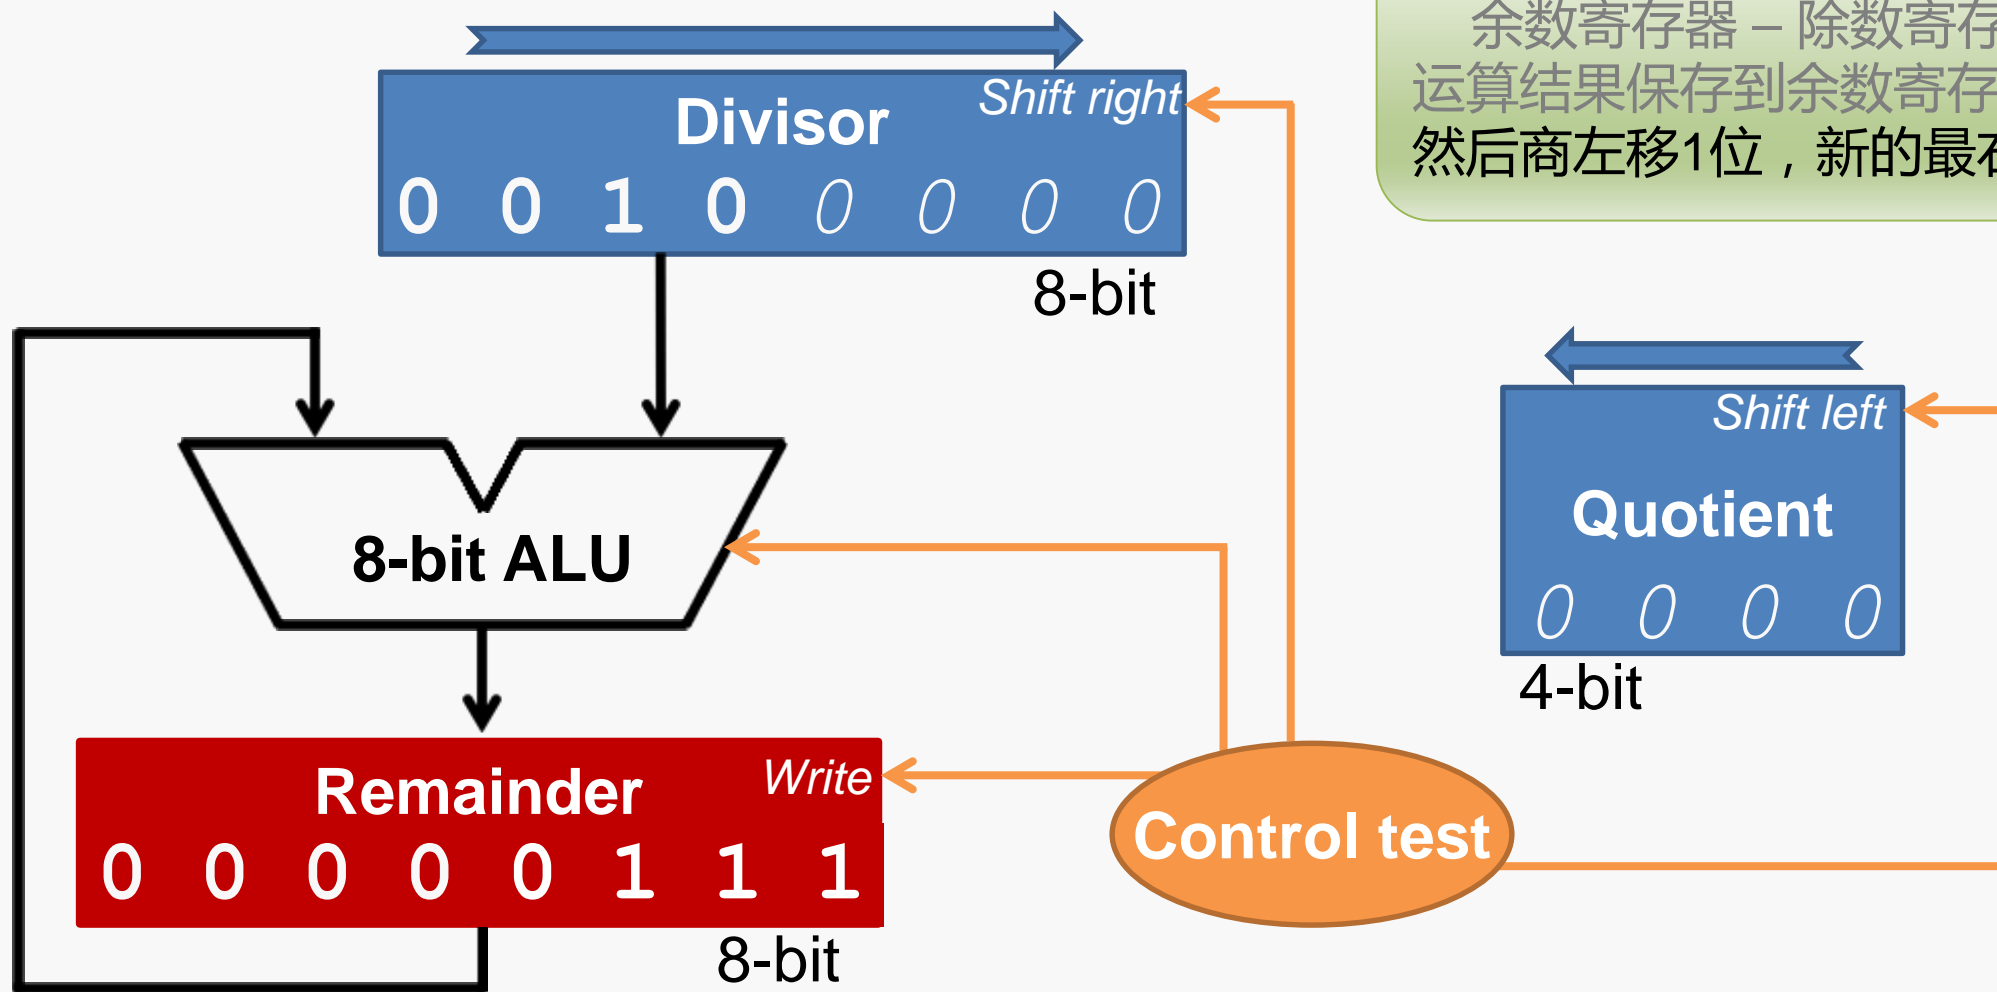 余数寄存器 – 除数寄存
运算结果保存到余数寄存
然后商左移1位，新的最
Shift right
Divisor
0 0 1 0 0 0 0 0
8-bit
Shift left
Quotient
0 0 0 0
4-bit
8-bit ALU
Write
Remainder
0 0 0 0 0 1 1 1
8-bit
Control test